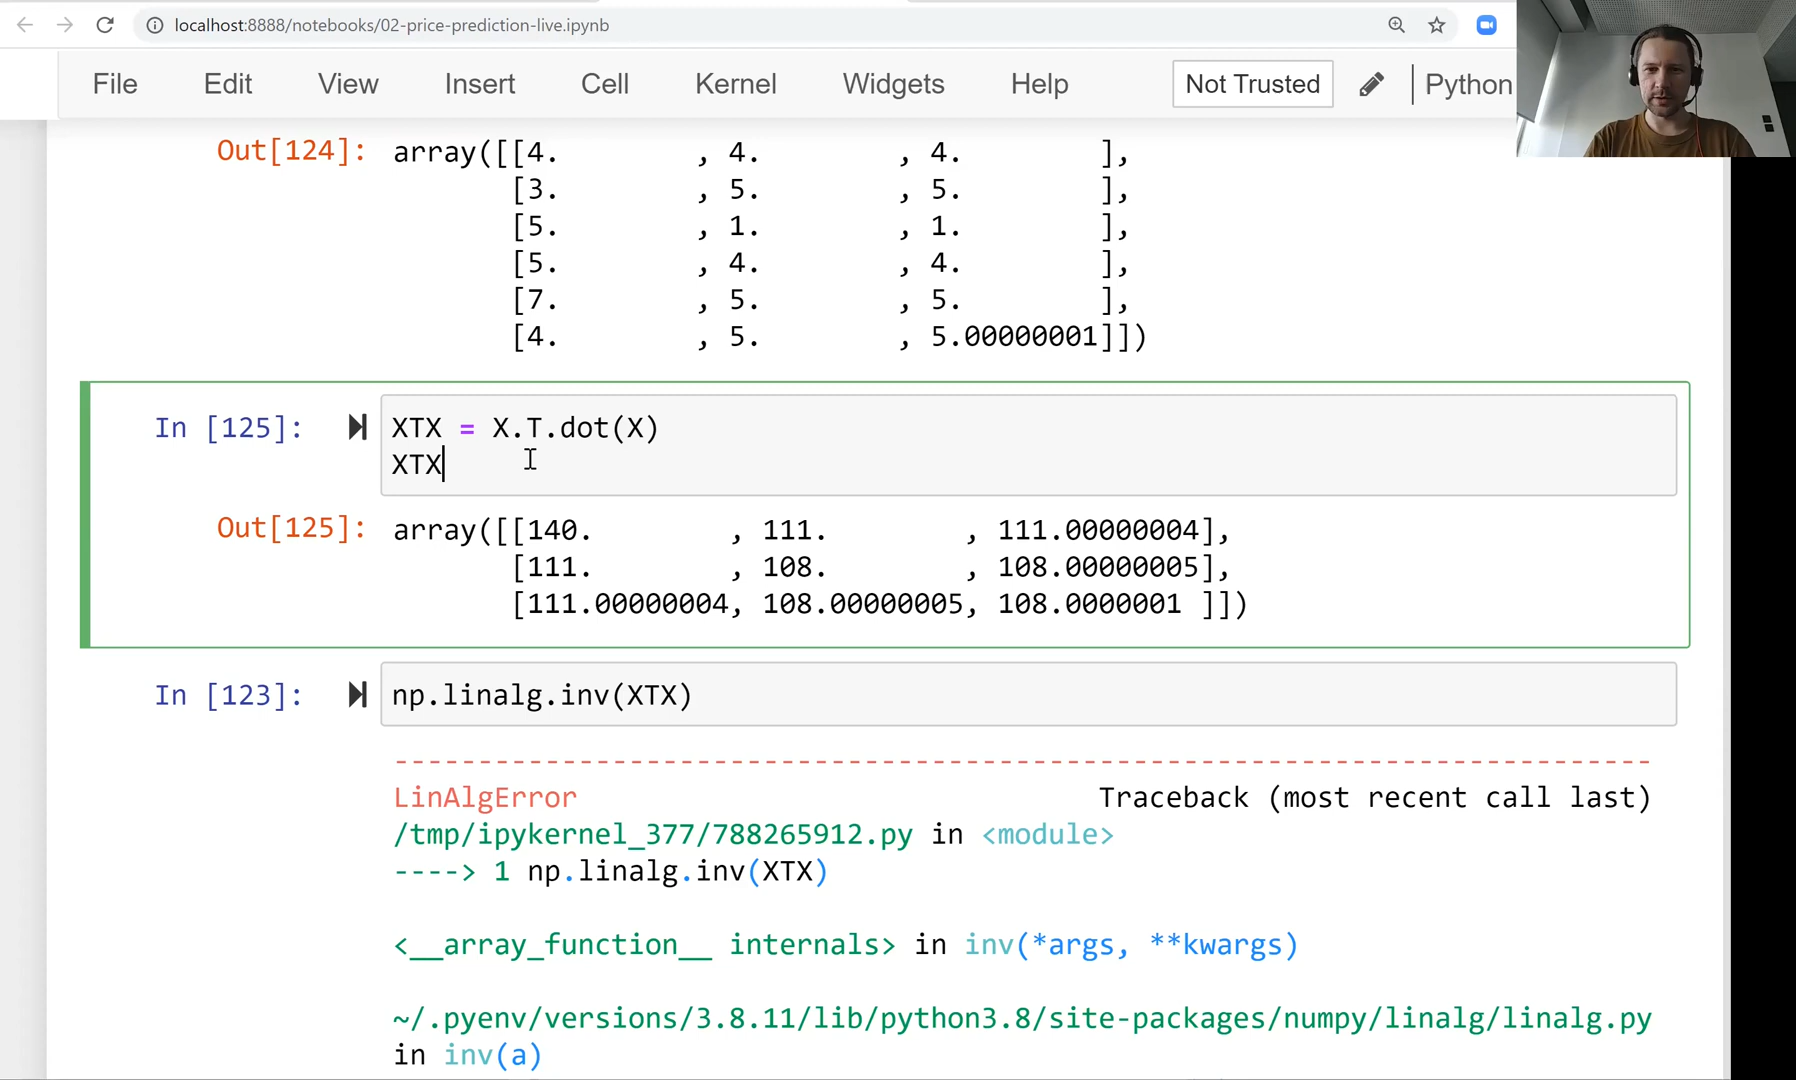 localhost:8888/notebooks/02-price-prediction-live.ipynb
File Edit View Insert Cell Kernel Widgets Help Not Trusted Python
Out[124]: array([[4. , 4. , 4. ],
[3. , 5. , 5. ],
[5. , 1. , 1. ],
[5. , 4. , 4. ],
[7. , 5. , 5. ],
[4. , 5. , 5.00000001]])
In [125]: XTX = X.T.dot(X)
XTX
Out[125]: array([[140. , 111. , 111.00000004],
[111. , 108. , 108.00000005],
[111.00000004, 108.00000005, 108.0000001 ]])
In [123]: np.linalg.inv(XTX)
---------------------------------------------------------------------------
LinAlgError Traceback (most recent call last)
/tmp/ipykernel_377/788265912.py in <module>
----> 1 np.linalg.inv(XTX)
<__array_function__ internals> in inv(*args, **kwargs)
~/.pyenv/versions/3.8.11/lib/python3.8/site-packages/numpy/linalg/linalg.py
in inv(a)